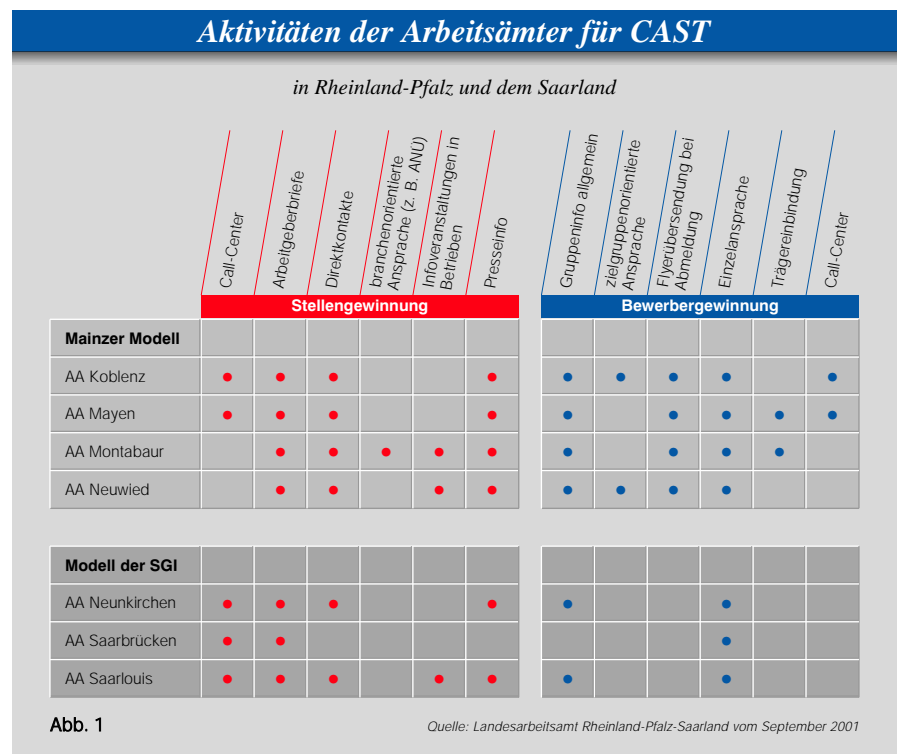 Aktivitäten der Arbeitsämter für CAST
in Rheinland-Pfalz und dem Saarland
Call-Center
Arbeitgeberbriefe
Direktkontakte
branchenorientierte
Ansprache (z. B. ANÜ)
Infoveranstaltungen in
Betrieben
Presseinfo
Gruppeninfo allgemein
zielgruppenorientierte
Ansprache
Flyerübersendung bei
Abmeldung
Einzelansprache
Trägereinbindung
Call-Center
Stellengewinnung
Bewerbergewinnung
Mainzer Modell
AA Koblenz
AA Mayen
AA Montabaur
AA Neuwied
Modell der SGI
AA Neunkirchen
AA Saarbrücken
AA Saarlouis
Abb. 1
Quelle: Landesarbeitsamt Rheinland-Pfalz-Saarland vom September 2001